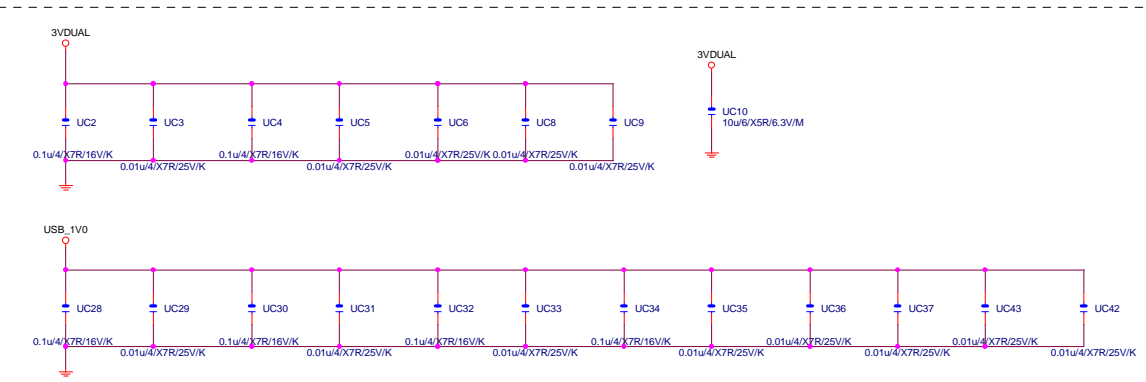 3VDUAL
3VDUAL
UC2
UC3
UC4
UC5
UC6
UC8
UC9
UC10
10u/6/X5R/6.3V/M
0.1u/4/X7R/16V/K
0.1u/4/X7R/16V/K
0.01u/4/X7R/25V/K
0.01u/4/X7R/25V/K
0.01u/4/X7R/25V/K
0.01u/4/X7R/25V/K
0.01u/4/X7R/25V/K
USB_1V0
UC28
UC29
UC30
UC31
UC32
UC33
UC34
UC35
UC36
UC37
UC43
UC42
0.1u/4/X7R/16V/K
0.1u/4/X7R/16V/K
0.1u/4/X7R/16V/K
0.1u/4/X7R/16V/K
0.01u/4/X7R/25V/K
0.01u/4/X7R/25V/K
0.01u/4/X7R/25V/K
0.01u/4/X7R/25V/K
0.01u/4/X7R/25V/K
0.01u/4/X7R/25V/K
0.01u/4/X7R/25V/K
0.01u/4/X7R/25V/K